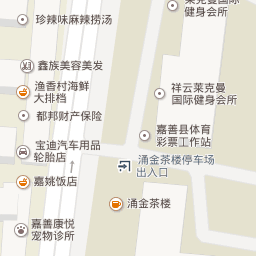 莱克曼国际
健身会所
珍辣味麻辣捞汤
鑫族美容美发
渔香村海鲜
大排档
祥云莱克曼
国际健身会所
都邦财产保险
嘉善县体育
彩票工作站
宝迪汽车用品
轮胎店
涌金茶楼停车场
出入口
嘉姚饭店
涌金茶楼
嘉善康悦
宠物诊所